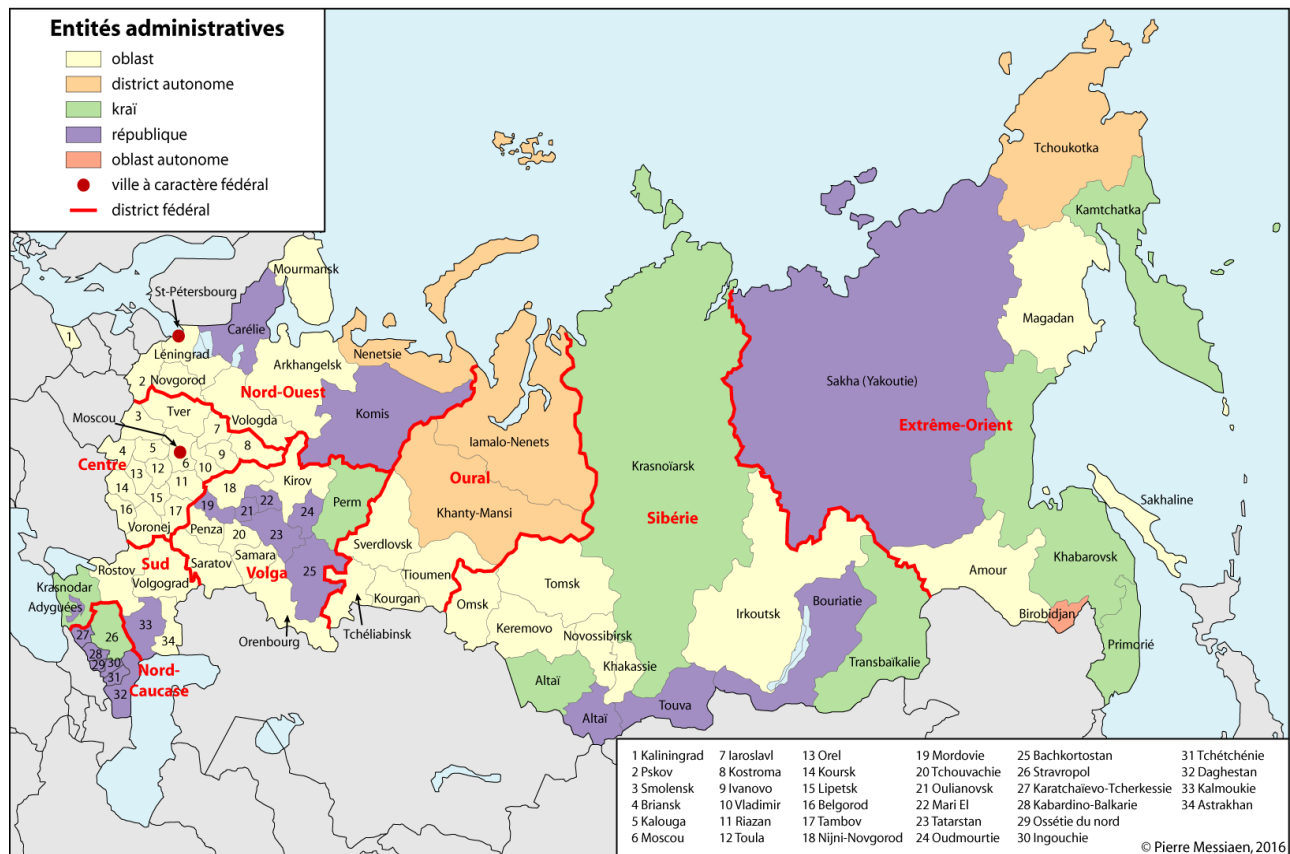 Entités administratives
oblast
district autonome
kraï
république
oblast autonome
ville à caractère fédéral
district fédéral
Tchoukotka
Kamtchatka
Mourmansk
St-Pétersbourg
Carélie
1
Magadan
Léningrad
Arkhangelsk
Nenetsie
2
Novgorod
Nord-Ouest
Sakha (Yakoutie)
3
Tver
Moscou
7
Vologda
Komis
Extrême-Orient
Iamalo-Nenets
4
5
8
9
Centre
6
10
Krasnoïarsk
13
12
11
Oural
14
18
Kirov
15
19
22
Perm
Khanty-Mansi
Sibérie
Sakhaline
16
17
21
24
Voronej
Penza
20
23
Sverdlovsk
Samara
Khabarovsk
Sud
Saratov
Volga
25
Rostov
Tioumen
Tomsk
Amour
Volgograd
Krasnodar
Kourgan
Omsk
Irkoutsk
Bouriatie
Adyguées
Birobidjan
33
Keremovo
Novossibirsk
27
26
34
Orenbourg
Tchéliabinsk
Primorié
28
29
30
Nord-
Caucase
Khakassie
Transbaïkalie
31
Altaï
32
Touva
Altaï
1 Kaliningrad
2 Pskov
3 Smolensk
4 Briansk
5 Kalouga
6 Moscou
7 Iaroslavl
8 Kostroma
9 Ivanovo
10 Vladimir
11 Riazan
12 Toula
13 Orel
14 Koursk
15 Lipetsk
16 Belgorod
17 Tambov
18 Nijni-Novgorod
19 Mordovie
20 Tchouvachie
21 Oulianovsk
22 Mari El
23 Tatarstan
24 Oudmourtie
25 Bachkortostan
26 Stravropol
27 Karatchaïevo-Tcherkessie
28 Kabardino-Balkarie
29 Ossétie du nord
30 Ingouchie
31 Tchétchénie
32 Daghestan
33 Kalmoukie
34 Astrakhan
© Pierre Messiaen, 2016